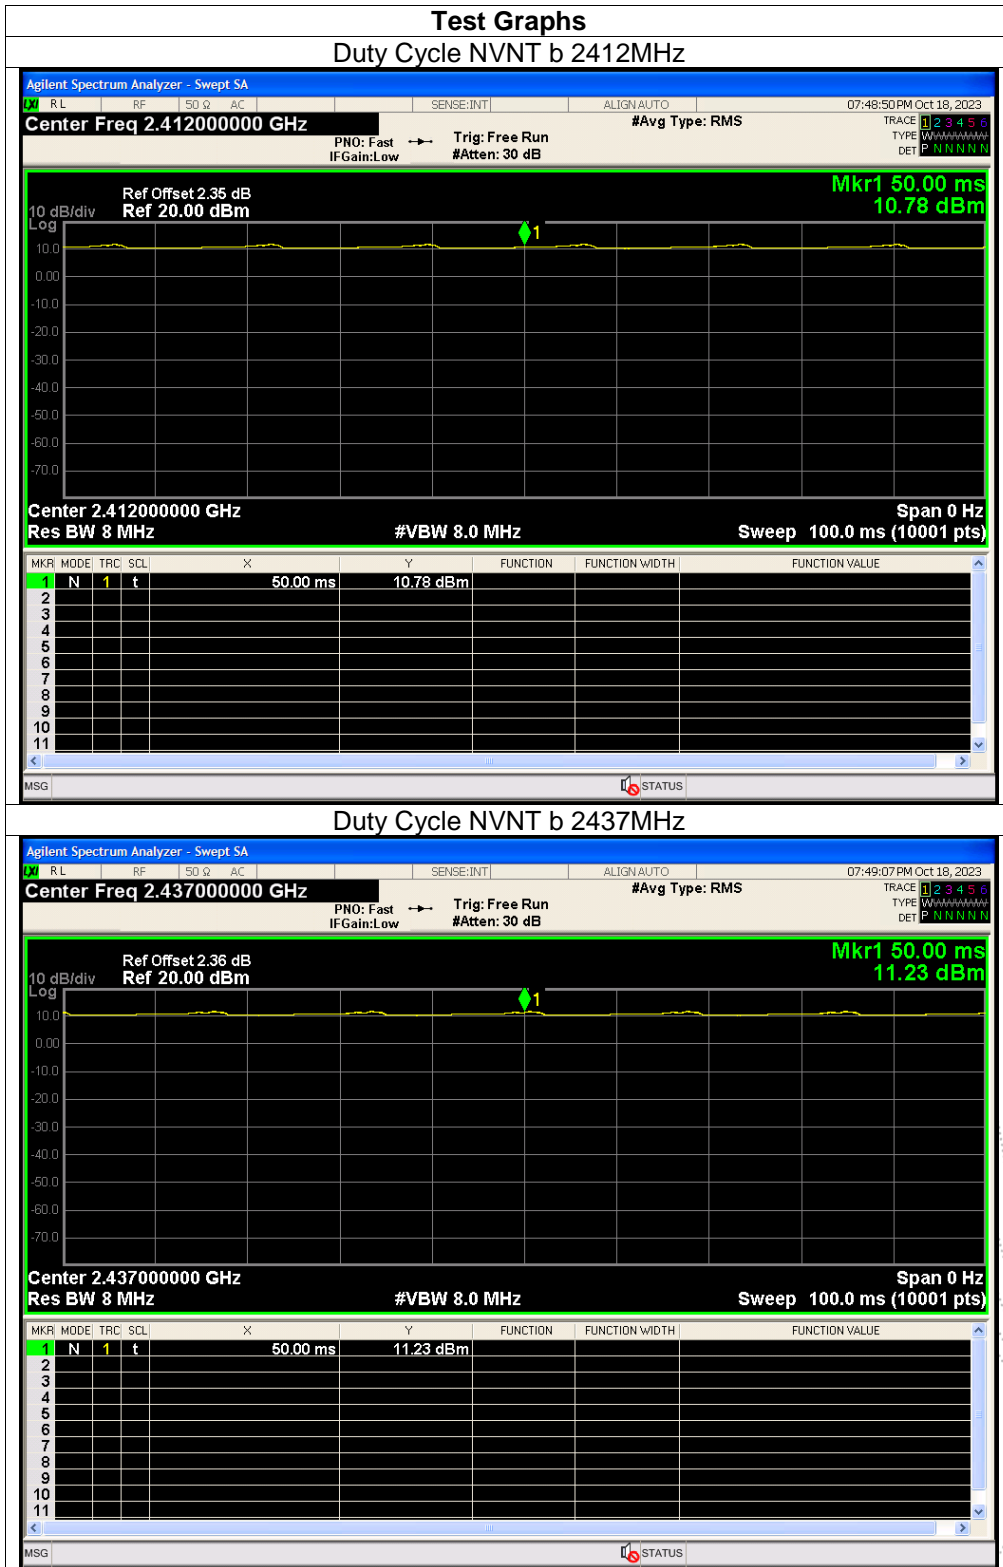 Test Graphs
Duty Cycle NVNT b 2412MHz
Agilent Spectrum Analyzer - Swept SA
LXI RL RF 50 Ω AC SENSE:INT ALIGN AUTO 07:48:50 PM Oct 18, 2023
Center Freq 2.412000000 GHz #Avg Type: RMS TRACE 1 2 3 4 5 6
PNO: Fast Trig: Free Run TYPE WWWWWW
IFGain:Low #Atten: 30 dB DET P N N N N N
Mkr1 50.00 ms
Ref Offset 2.35 dB
10 dB/div Ref 20.00 dBm 10.78 dBm
Log
1
10.0
0.00
-10.0
-20.0
-30.0
-40.0
-50.0
-60.0
-70.0
Center 2.412000000 GHz Span 0 Hz
Res BW 8 MHz #VBW 8.0 MHz Sweep 100.0 ms (10001 pts)
MKR MODE TRC SCL X Y FUNCTION FUNCTION WIDTH FUNCTION VALUE
1 N 1 t 50.00 ms 10.78 dBm
2
3
4
5
6
7
8
9
10
11
MSG STATUS
Duty Cycle NVNT b 2437MHz
Agilent Spectrum Analyzer - Swept SA
LXI RL RF 50 Ω AC SENSE:INT ALIGN AUTO 07:49:07 PM Oct 18, 2023
Center Freq 2.437000000 GHz #Avg Type: RMS TRACE 1 2 3 4 5 6
PNO: Fast Trig: Free Run TYPE WWWWWW
IFGain:Low #Atten: 30 dB DET P N N N N N
Mkr1 50.00 ms
Ref Offset 2.36 dB
10 dB/div Ref 20.00 dBm 11.23 dBm
Log
1
10.0
0.00
-10.0
-20.0
-30.0
-40.0
-50.0
-60.0
-70.0
Center 2.437000000 GHz Span 0 Hz
Res BW 8 MHz #VBW 8.0 MHz Sweep 100.0 ms (10001 pts)
MKR MODE TRC SCL X Y FUNCTION FUNCTION WIDTH FUNCTION VALUE
1 N 1 t 50.00 ms 11.23 dBm
2
3
4
5
6
7
8
9
10
11
MSG STATUS